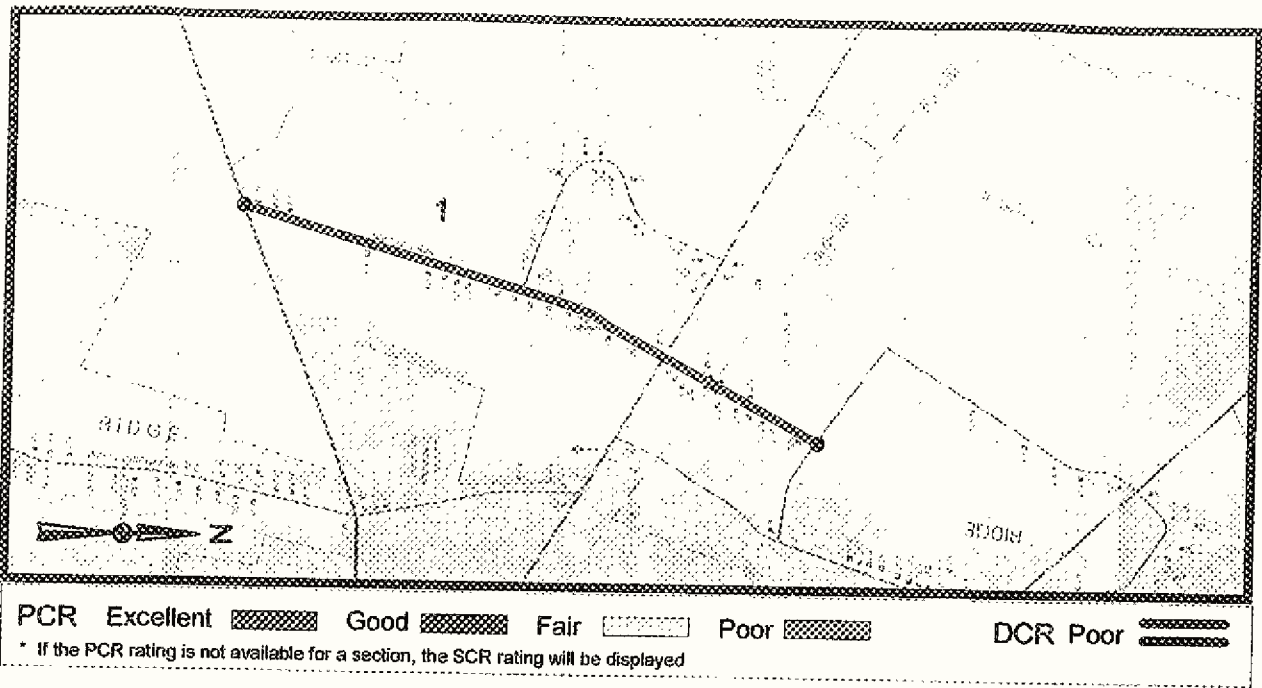 1
RIDGE
N
RIDGE
PCR Excellent Good Fair Poor DCR Poor
* If the PCR rating is not available for a section, the SCR rating will be displayed